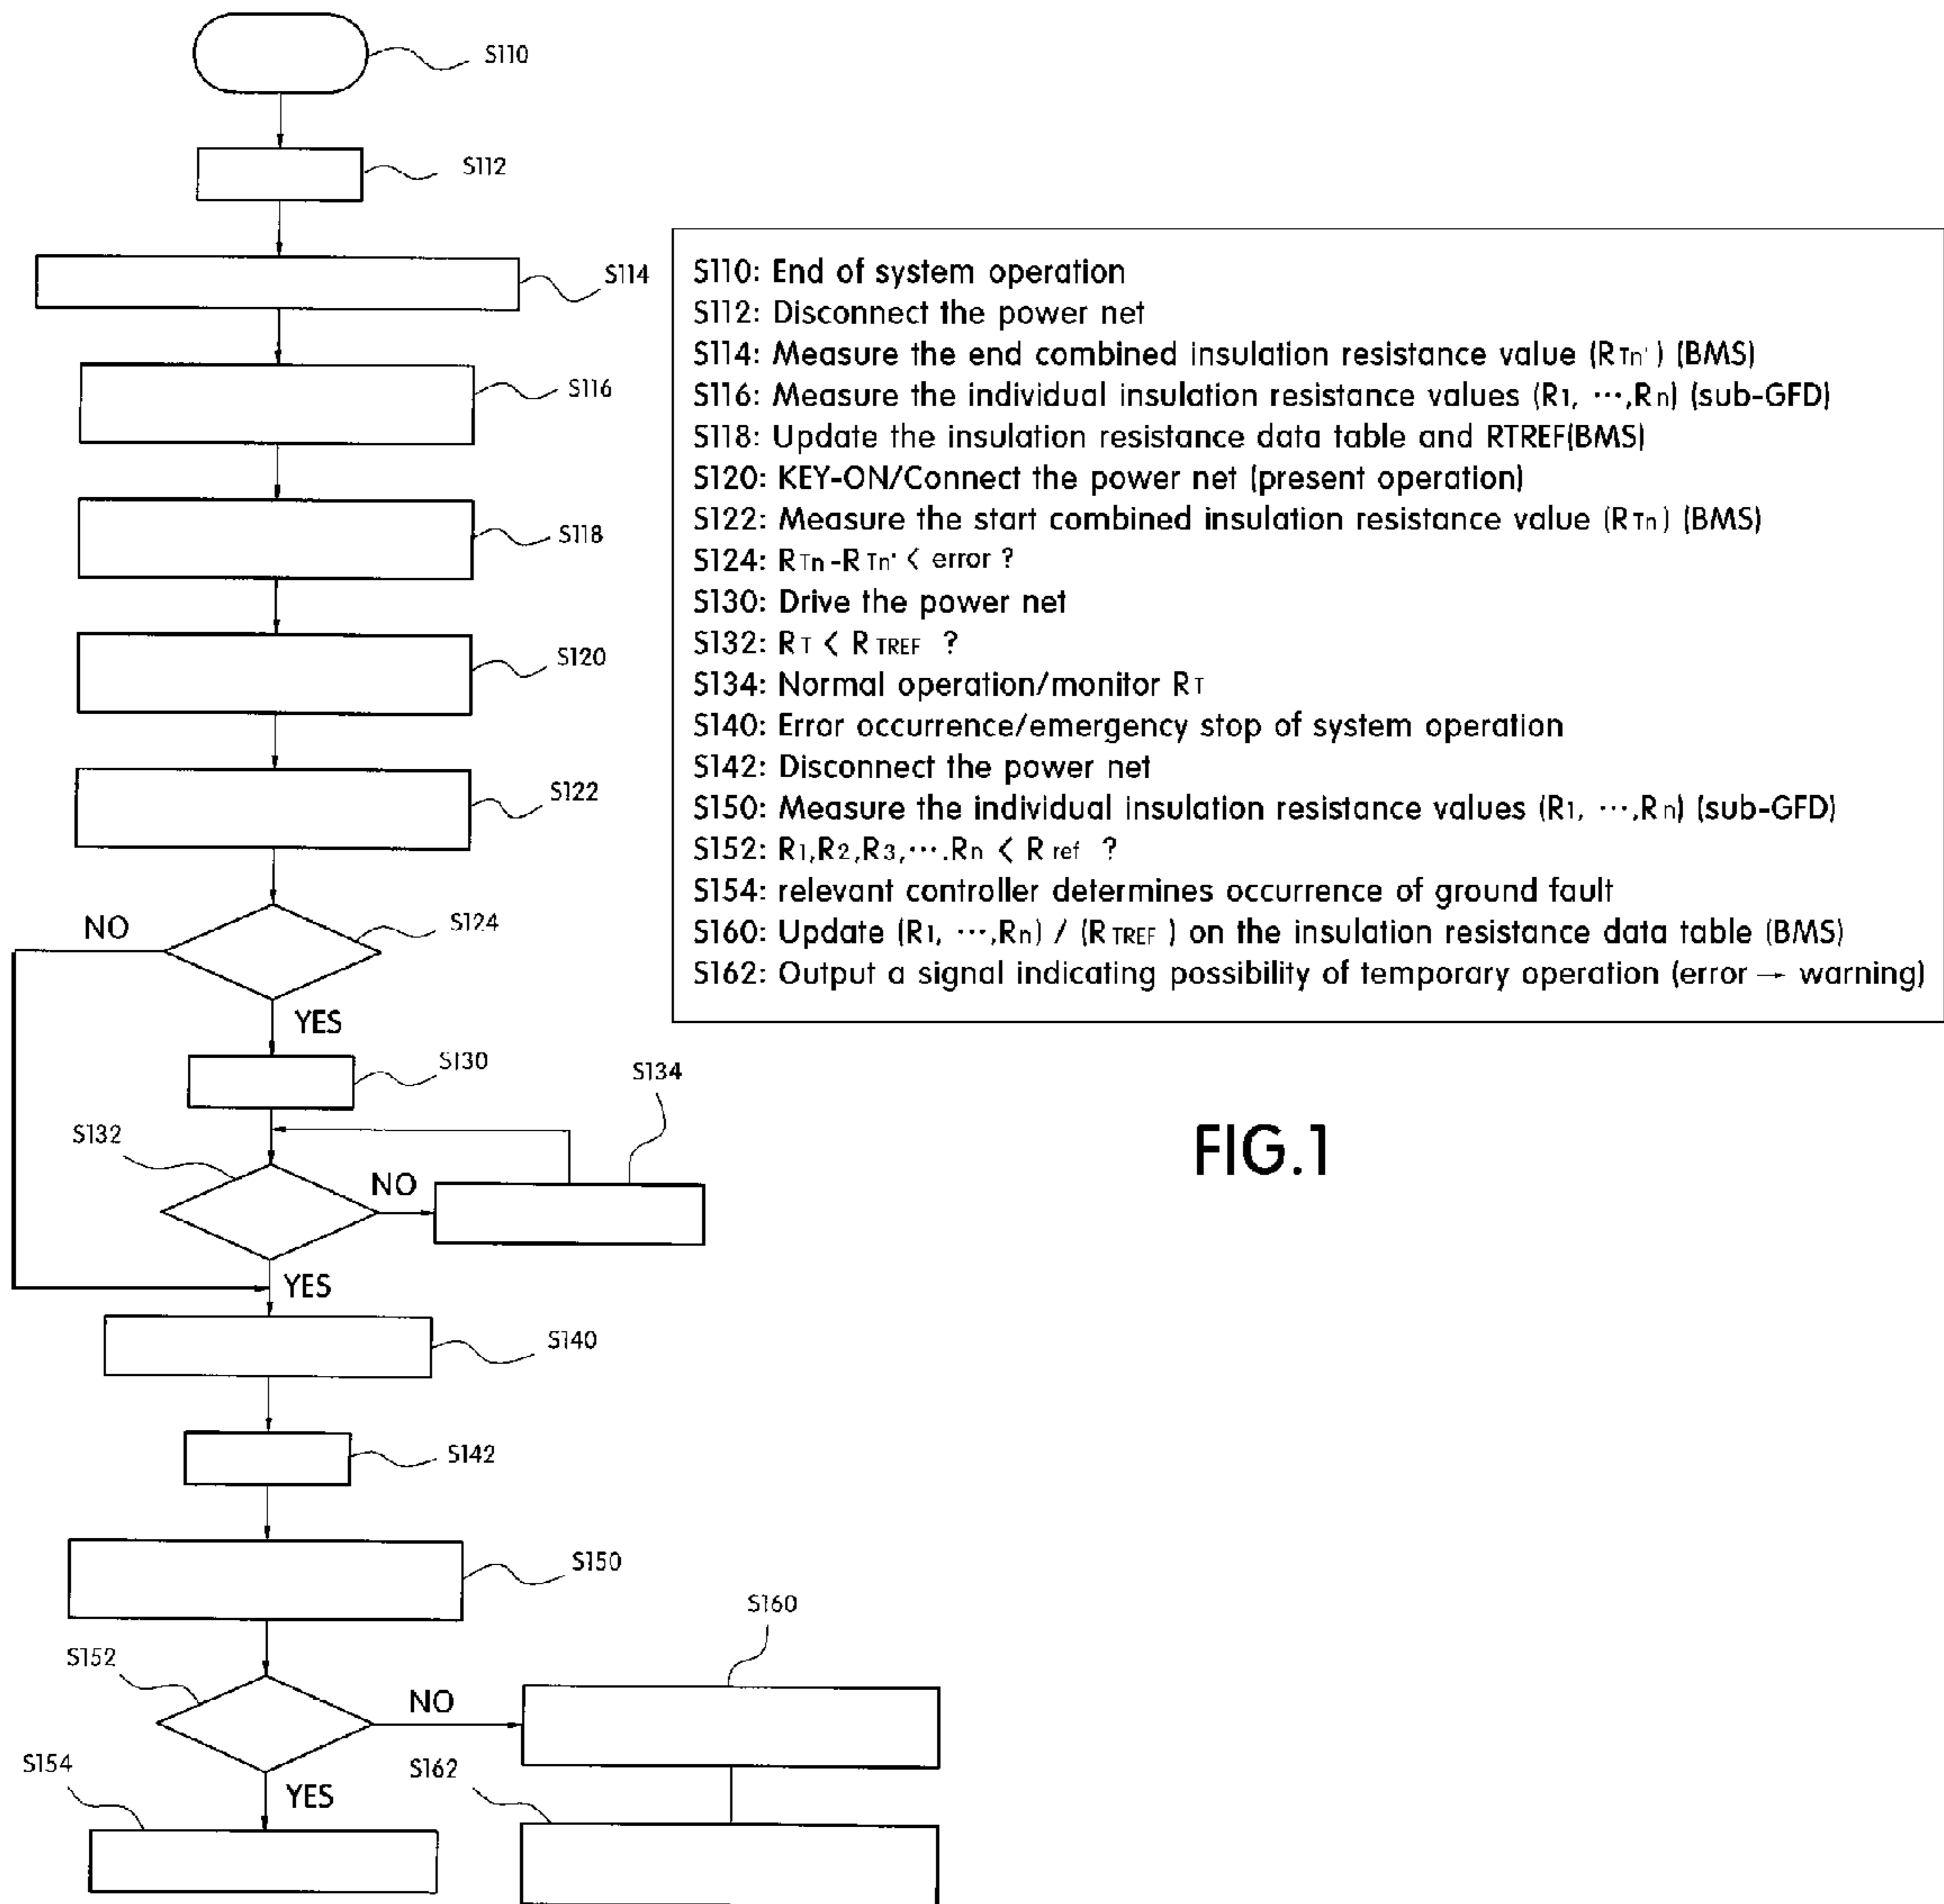 S110
S112
S114
S116
S118
S120
S122
S124
NO
YES
S130
S134
S132
NO
YES
S140
S142
S150
S160
S152
NO
S154
S162
YES
S110: End of system operation
S112: Disconnect the power net
S114: Measure the end combined insulation resistance value (RTn') (BMS)
S116: Measure the individual insulation resistance values (R1, ···,Rn) (sub-GFD)
S118: Update the insulation resistance data table and RTREF(BMS)
S120: KEY-ON/Connect the power net (present operation)
S122: Measure the start combined insulation resistance value (RTn) (BMS)
S124: RTn-RTn' < error ?
S130: Drive the power net
S132: RT < RTREF ?
S134: Normal operation/monitor RT
S140: Error occurrence/emergency stop of system operation
S142: Disconnect the power net
S150: Measure the individual insulation resistance values (R1, ···,Rn) (sub-GFD)
S152: R1,R2,R3,···.Rn < Rref ?
S154: relevant controller determines occurrence of ground fault
S160: Update (R1, ···,Rn) / (RTREF) on the insulation resistance data table (BMS)
S162: Output a signal indicating possibility of temporary operation (error → warning)
FIG.1